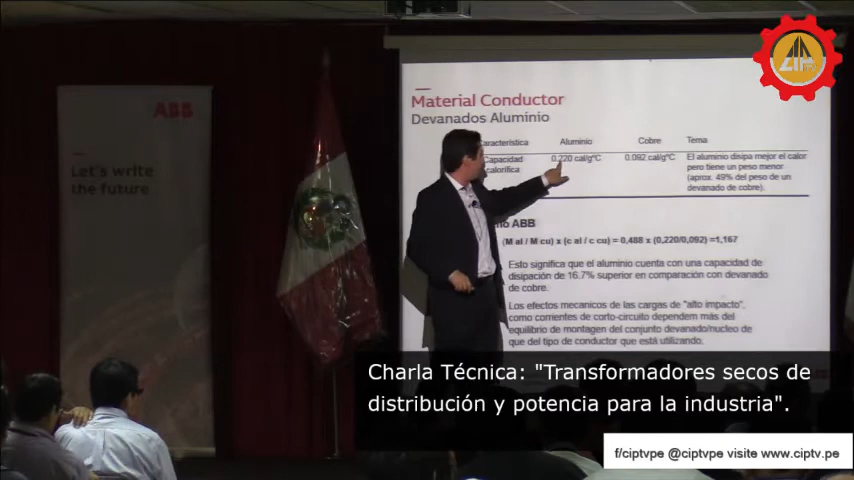 ABB
Let's write
the future
Material Conductor
Devanados Aluminio
Aluminio
Cobre
Tema
Capacidad
calorífica
0.220 cal/g°C
0.092 cal/g°C
El aluminio disipa mejor el calor
pero tiene un peso menor
(aprox. 49% del peso de un
devanado de cobre).
ABB
(M al / M cu) x (c al / c cu) = 0,488 x (0,220/0,092) =1,167
Esto significa que el aluminio cuenta con una capacidad de
disipación de 16.7% superior en comparación con devanado
de cobre.
Los efectos mecanicos de las cargas de "alto impacto",
como corrientes de corto-circuito dependem más del
equilibrio de montagen del conjunto devanado/nucleo de
que del tipo de conductor que está utilizando.
Charla Técnica: "Transformadores secos de
distribución y potencia para la industria".
f/ciptvpe @ciptvpe visite www.ciptv.pe